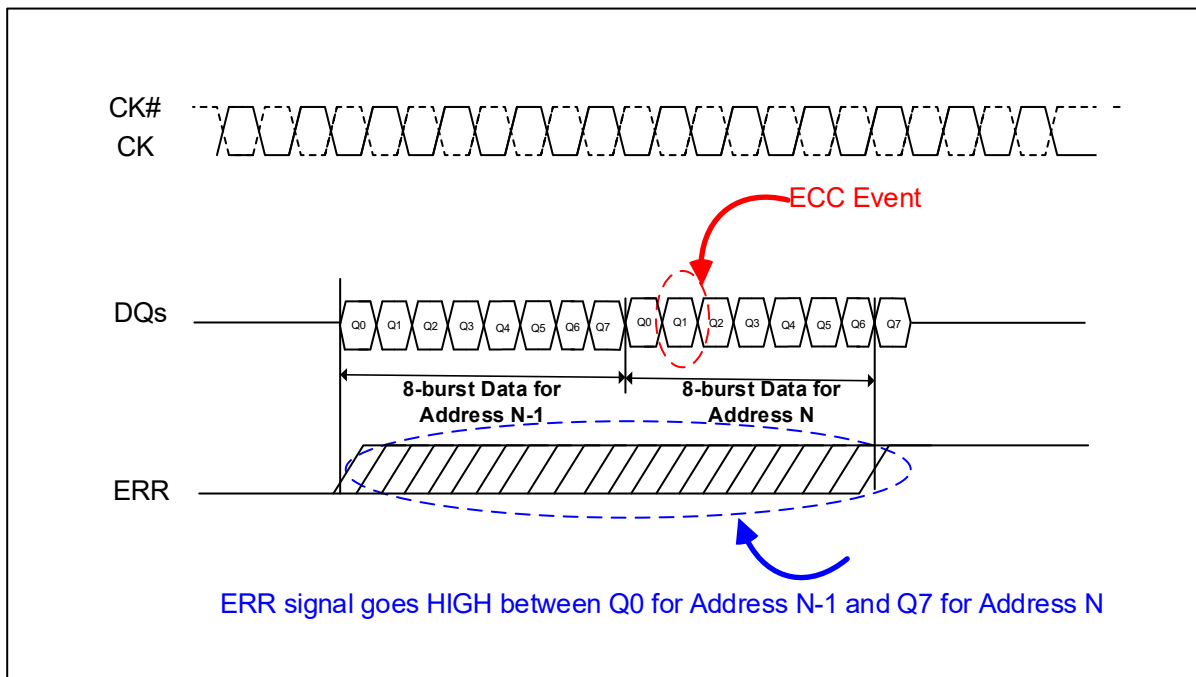 CK#
CK
ECC Event
DQs
Q0 Q1 Q2 Q3 Q4 Q5 Q6 Q7 Q0 Q1 Q2 Q3 Q4 Q5 Q6 Q7
8-burst Data for
Address N-1
8-burst Data for
Address N
ERR
ERR signal goes HIGH between Q0 for Address N-1 and Q7 for Address N